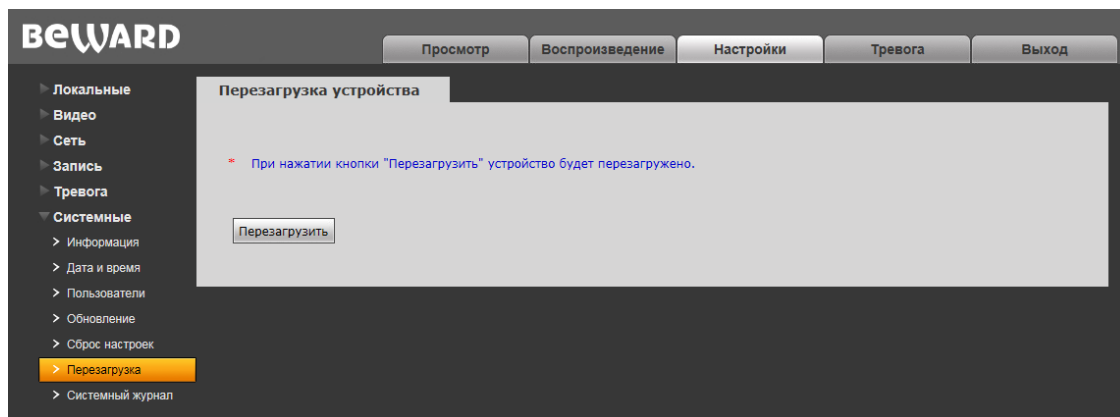 BEWARD
Просмотр
Воспроизведение
Настройки
Тревога
Выход
Локальные
Видео
Сеть
Запись
Тревога
Системные
> Информация
> Дата и время
> Пользователи
> Обновление
> Сброс настроек
> Перезагрузка
> Системный журнал
Перезагрузка устройства
* При нажатии кнопки "Перезагрузить" устройство будет перезагружено.
Перезагрузить